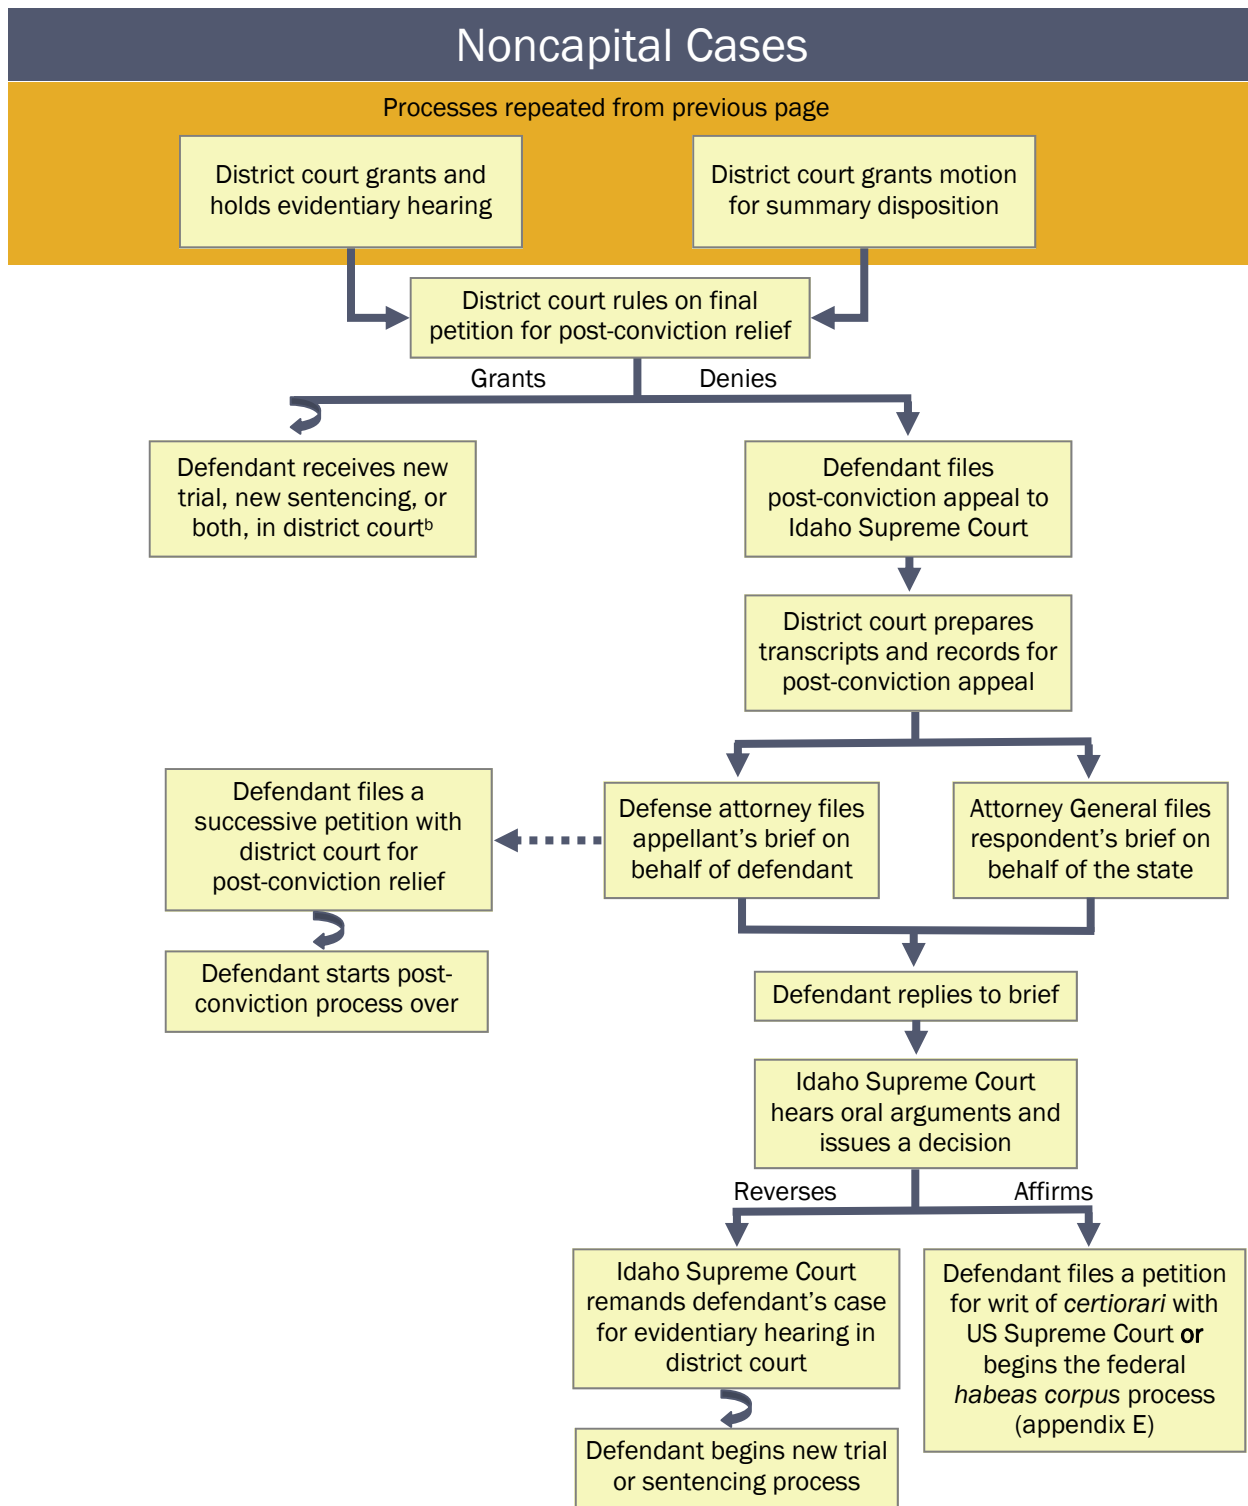 Noncapital Cases
Processes repeated from previous page
District court grants and
holds evidentiary hearing
District court grants motion
for summary disposition
District court rules on final
petition for post-conviction relief
Grants
Denies
Defendant receives new
trial, new sentencing, or
both, in district courtᵇ
Defendant files
post-conviction appeal to
Idaho Supreme Court
District court prepares
transcripts and records for
post-conviction appeal
Defendant files a
successive petition with
district court for
post-conviction relief
Defense attorney files
appellant’s brief on
behalf of defendant
Attorney General files
respondent’s brief on
behalf of the state
Defendant starts post-
conviction process over
Defendant replies to brief
Idaho Supreme Court
hears oral arguments and
issues a decision
Reverses
Affirms
Idaho Supreme Court
remands defendant’s case
for evidentiary hearing in
district court
Defendant files a petition
for writ of certiorari with
US Supreme Court or
begins the federal
habeas corpus process
(appendix E)
Defendant begins new trial
or sentencing process